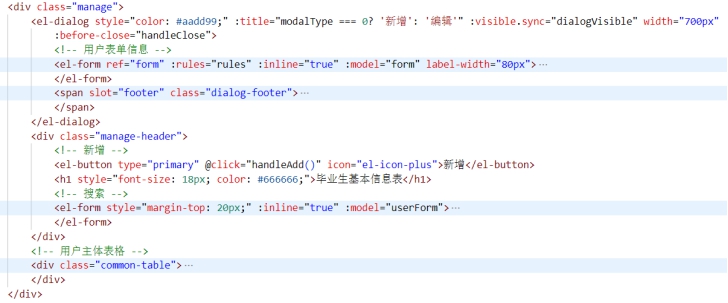 <div class="manage">
<el-dialog style="color: #aadd99;" :title="modalType === 0? '新增': '编辑'" :visible.sync="dialogVisible" width="700px"
:before-close="handleClose">
<!-- 用户表单信息 -->
<el-form ref="form" :rules="rules" :inline="true" :model="form" label-width="80px">…
</el-form>
<span slot="footer" class="dialog-footer">…
</span>
</el-dialog>
<div class="manage-header">
<!-- 新增 -->
<el-button type="primary" @click="handleAdd()" icon="el-icon-plus">新增</el-button>
<h1 style="font-size: 18px; color: #666666;">毕业生基本信息表</h1>
<!-- 搜索 -->
<el-form style="margin-top: 20px;" :inline="true" :model="userForm">…
</el-form>
</div>
<!-- 用户主体表格 -->
<div class="common-table">…
</div>
</div>